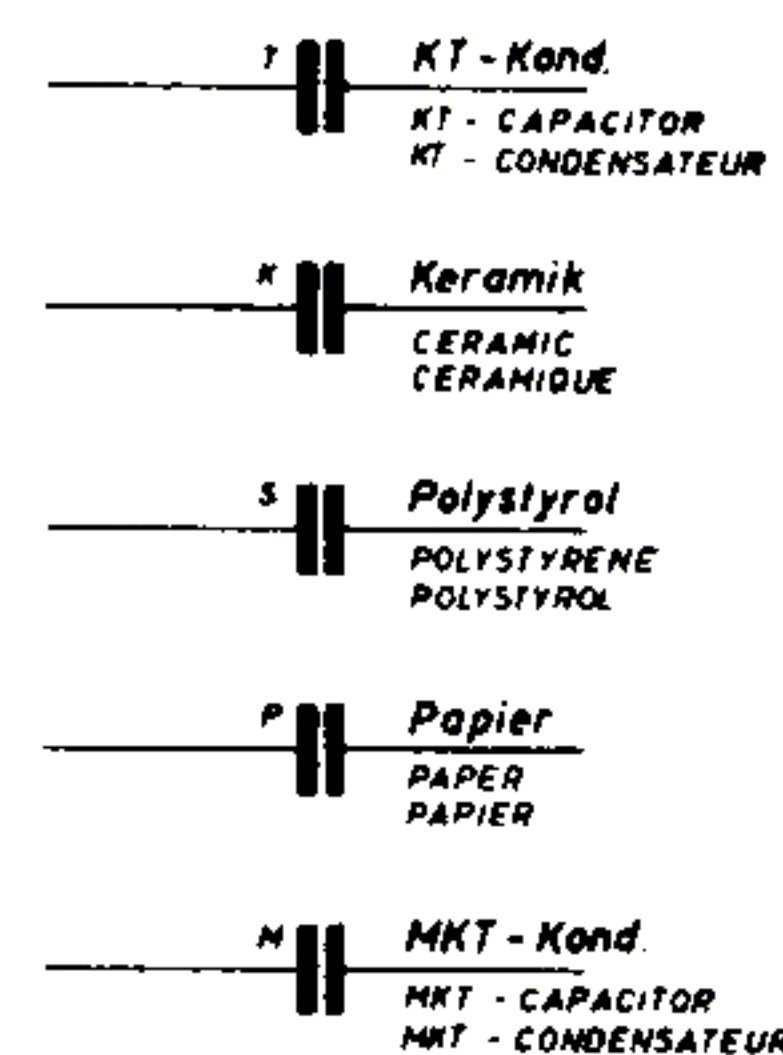 T KT - Kond.
KT - CAPACITOR
KT - CONDENSATEUR
K Keramik
CERAMIC
CERAMIQUE
S Polystyrol
POLYSTYRENE
POLYSTYROL
P Papier
PAPER
PAPIER
M MKT - Kond.
MKT - CAPACITOR
MKT - CONDENSATEUR